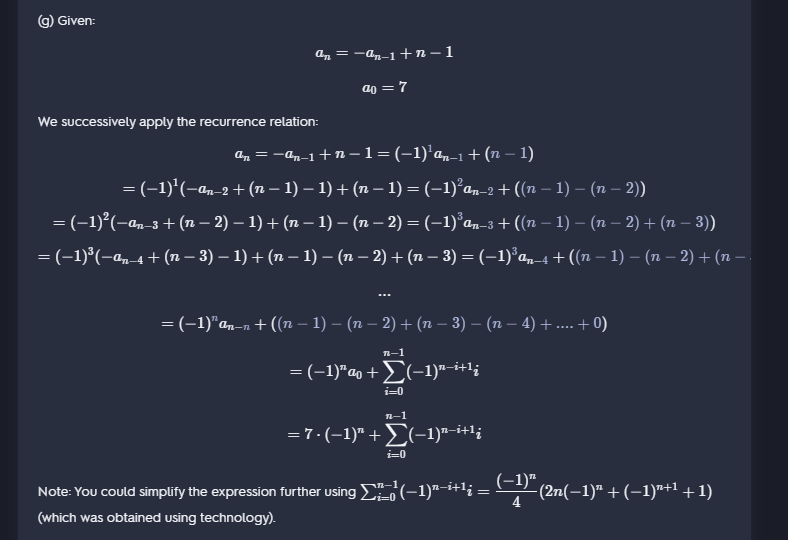 (g) Given:
aₙ = −aₙ₋₁ + n − 1
a₀ = 7
We successively apply the recurrence relation:
aₙ = −aₙ₋₁ + n − 1 = (−1)¹aₙ₋₁ + (n − 1)
= (−1)¹(−aₙ₋₂ + (n − 1) − 1) + (n − 1) = (−1)²aₙ₋₂ + ((n − 1) − (n − 2))
= (−1)²(−aₙ₋₃ + (n − 2) − 1) + (n − 1) − (n − 2) = (−1)³aₙ₋₃ + ((n − 1) − (n − 2) + (n − 3))
= (−1)³(−aₙ₋₄ + (n − 3) − 1) + (n − 1) − (n − 2) + (n − 3) = (−1)³aₙ₋₄ + ((n − 1) − (n − 2) + (n −
...
= (−1)ⁿaₙ₋ₙ + ((n − 1) − (n − 2) + (n − 3) − (n − 4) + .... + 0)
= (−1)ⁿa₀ + ∑_{i=0}^{n−1} (−1)ⁿ⁻ⁱ⁺¹i
= 7 · (−1)ⁿ + ∑_{i=0}^{n−1} (−1)ⁿ⁻ⁱ⁺¹i
Note: You could simplify the expression further using ∑_{i=0}^{n−1} (−1)ⁿ⁻ⁱ⁺¹i = (−1)ⁿ/4 (2n(−1)ⁿ + (−1)ⁿ⁺¹ + 1)
(which was obtained using technology).